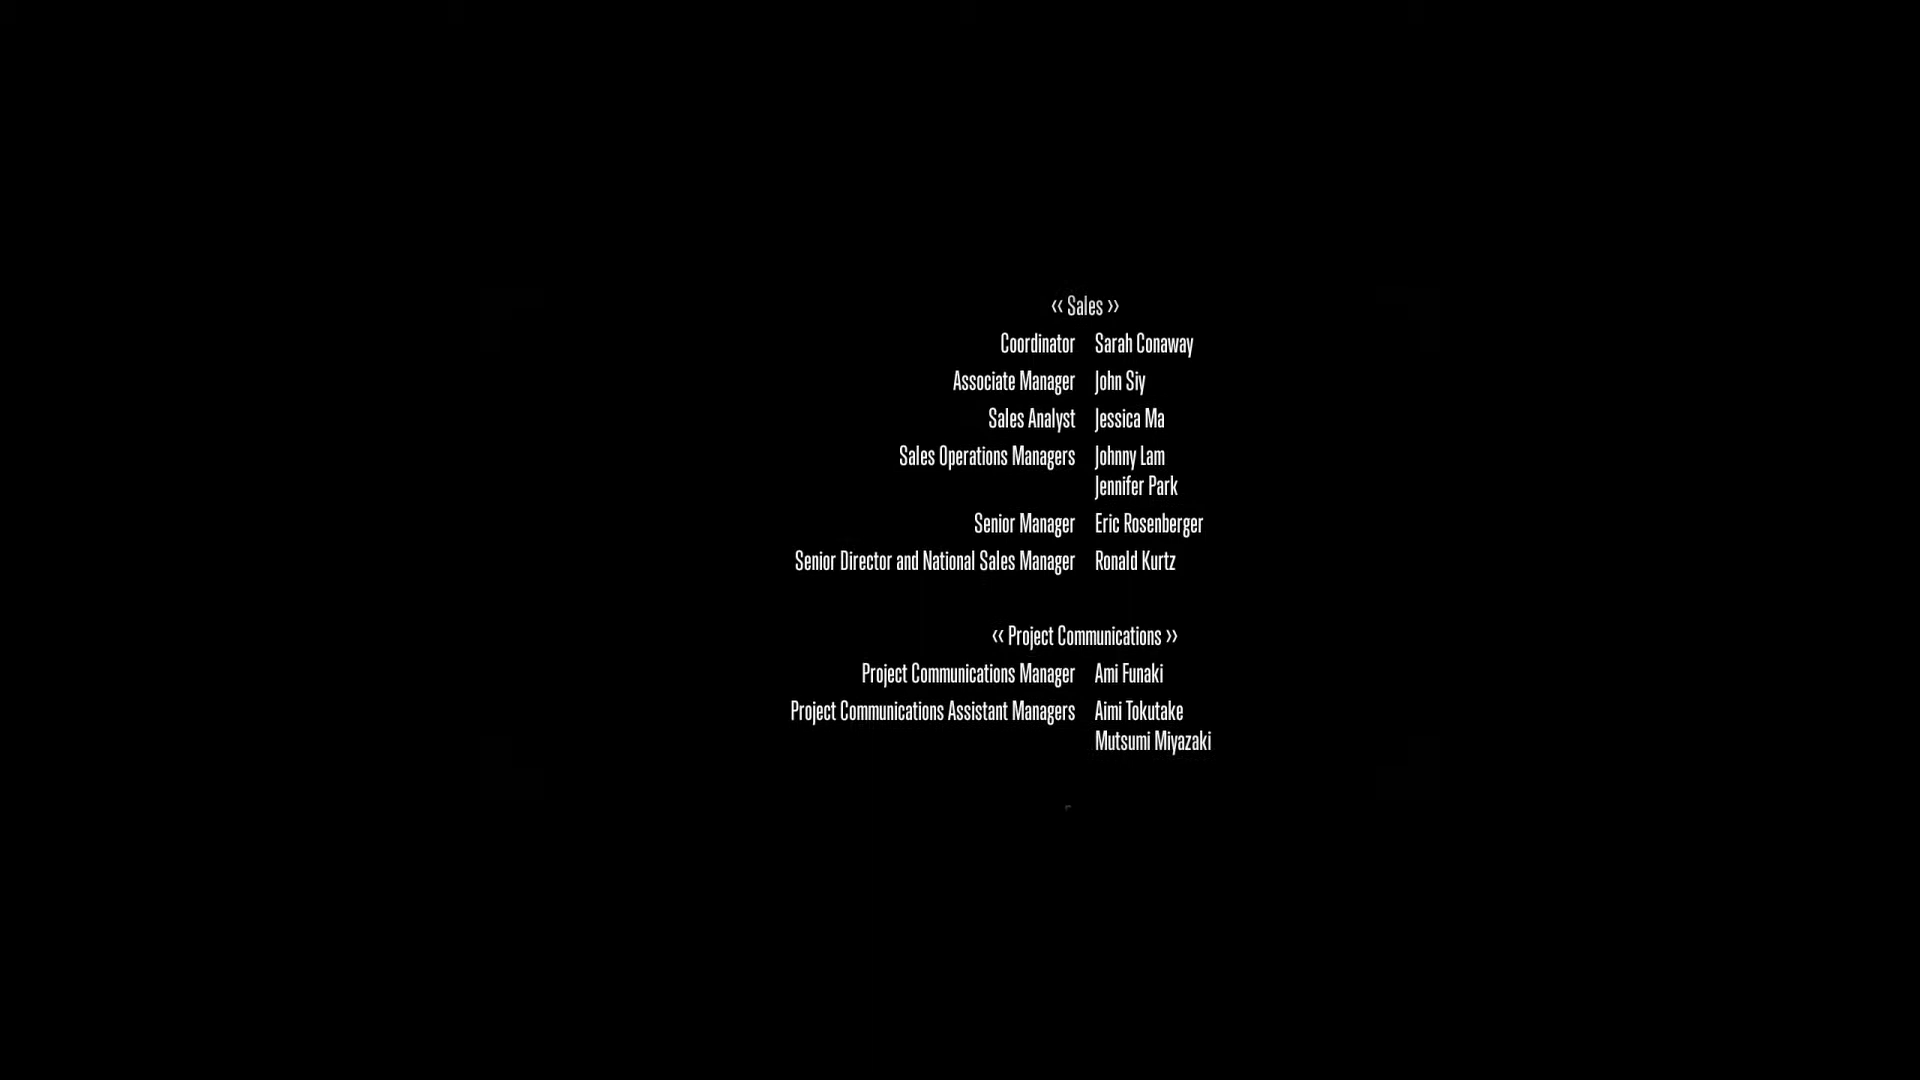 ‹‹ Sales ››
Coordinator Sarah Conaway
Associate Manager John Siy
Sales Analyst Jessica Ma
Sales Operations Managers Johnny Lam
Jennifer Park
Senior Manager Eric Rosenberger
Senior Director and National Sales Manager Ronald Kurtz
‹‹ Project Communications ››
Project Communications Manager Ami Funaki
Project Communications Assistant Managers Aimi Tokutake
Mutsumi Miyazaki